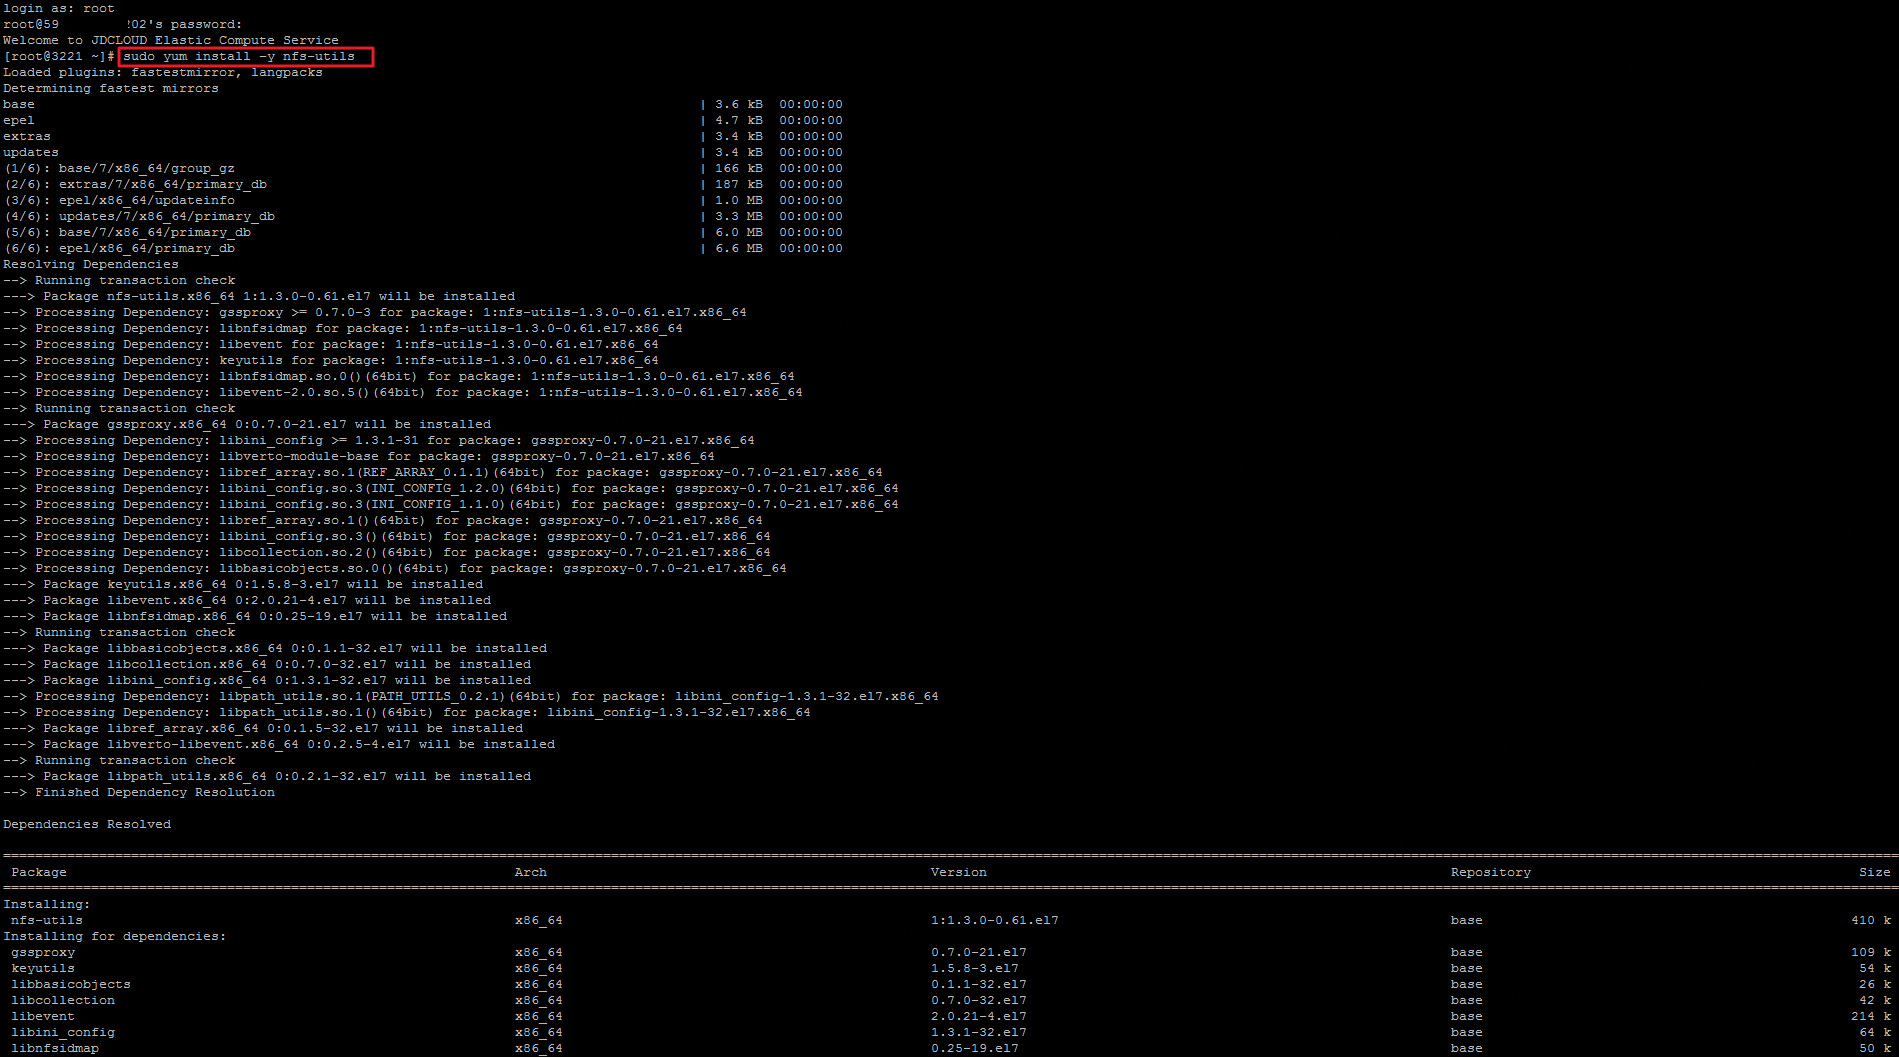 login as: root
root@59 !02's password:
Welcome to JDCLOUD Elastic Compute Service
[root@3221 ~]# sudo yum install -y nfs-utils
Loaded plugins: fastestmirror, langpacks
Determining fastest mirrors
base | 3.6 kB 00:00:00
epel | 4.7 kB 00:00:00
extras | 3.4 kB 00:00:00
updates | 3.4 kB 00:00:00
(1/6): base/7/x86_64/group_gz | 166 kB 00:00:00
(2/6): extras/7/x86_64/primary_db | 187 kB 00:00:00
(3/6): epel/x86_64/updateinfo | 1.0 MB 00:00:00
(4/6): updates/7/x86_64/primary_db | 3.3 MB 00:00:00
(5/6): base/7/x86_64/primary_db | 6.0 MB 00:00:00
(6/6): epel/x86_64/primary_db | 6.6 MB 00:00:00
Resolving Dependencies
--> Running transaction check
---> Package nfs-utils.x86_64 1:1.3.0-0.61.el7 will be installed
--> Processing Dependency: gssproxy >= 0.7.0-3 for package: 1:nfs-utils-1.3.0-0.61.el7.x86_64
--> Processing Dependency: libnfsidmap for package: 1:nfs-utils-1.3.0-0.61.el7.x86_64
--> Processing Dependency: libevent for package: 1:nfs-utils-1.3.0-0.61.el7.x86_64
--> Processing Dependency: keyutils for package: 1:nfs-utils-1.3.0-0.61.el7.x86_64
--> Processing Dependency: libnfsidmap.so.0()(64bit) for package: 1:nfs-utils-1.3.0-0.61.el7.x86_64
--> Processing Dependency: libevent-2.0.so.5()(64bit) for package: 1:nfs-utils-1.3.0-0.61.el7.x86_64
--> Running transaction check
---> Package gssproxy.x86_64 0:0.7.0-21.el7 will be installed
--> Processing Dependency: libini_config >= 1.3.1-31 for package: gssproxy-0.7.0-21.el7.x86_64
--> Processing Dependency: libverto-module-base for package: gssproxy-0.7.0-21.el7.x86_64
--> Processing Dependency: libref_array.so.1(REF_ARRAY_0.1.1)(64bit) for package: gssproxy-0.7.0-21.el7.x86_64
--> Processing Dependency: libini_config.so.3(INI_CONFIG_1.2.0)(64bit) for package: gssproxy-0.7.0-21.el7.x86_64
--> Processing Dependency: libini_config.so.3(INI_CONFIG_1.1.0)(64bit) for package: gssproxy-0.7.0-21.el7.x86_64
--> Processing Dependency: libref_array.so.1()(64bit) for package: gssproxy-0.7.0-21.el7.x86_64
--> Processing Dependency: libini_config.so.3()(64bit) for package: gssproxy-0.7.0-21.el7.x86_64
--> Processing Dependency: libcollection.so.2()(64bit) for package: gssproxy-0.7.0-21.el7.x86_64
--> Processing Dependency: libbasicobjects.so.0()(64bit) for package: gssproxy-0.7.0-21.el7.x86_64
---> Package keyutils.x86_64 0:1.5.8-3.el7 will be installed
---> Package libevent.x86_64 0:2.0.21-4.el7 will be installed
---> Package libnfsidmap.x86_64 0:0.25-19.el7 will be installed
--> Running transaction check
---> Package libbasicobjects.x86_64 0:0.1.1-32.el7 will be installed
---> Package libcollection.x86_64 0:0.7.0-32.el7 will be installed
---> Package libini_config.x86_64 0:1.3.1-32.el7 will be installed
--> Processing Dependency: libpath_utils.so.1(PATH_UTILS_0.2.1)(64bit) for package: libini_config-1.3.1-32.el7.x86_64
--> Processing Dependency: libpath_utils.so.1()(64bit) for package: libini_config-1.3.1-32.el7.x86_64
---> Package libref_array.x86_64 0:0.1.5-32.el7 will be installed
---> Package libverto-libevent.x86_64 0:0.2.5-4.el7 will be installed
--> Running transaction check
---> Package libpath_utils.x86_64 0:0.2.1-32.el7 will be installed
--> Finished Dependency Resolution
Dependencies Resolved
Package Arch Version Repository Size
Installing:
nfs-utils x86_64 1:1.3.0-0.61.el7 base 410 k
Installing for dependencies:
gssproxy x86_64 0.7.0-21.el7 base 109 k
keyutils x86_64 1.5.8-3.el7 base 54 k
libbasicobjects x86_64 0.1.1-32.el7 base 26 k
libcollection x86_64 0.7.0-32.el7 base 42 k
libevent x86_64 2.0.21-4.el7 base 214 k
libini_config x86_64 1.3.1-32.el7 base 64 k
libnfsidmap x86_64 0.25-19.el7 base 50 k